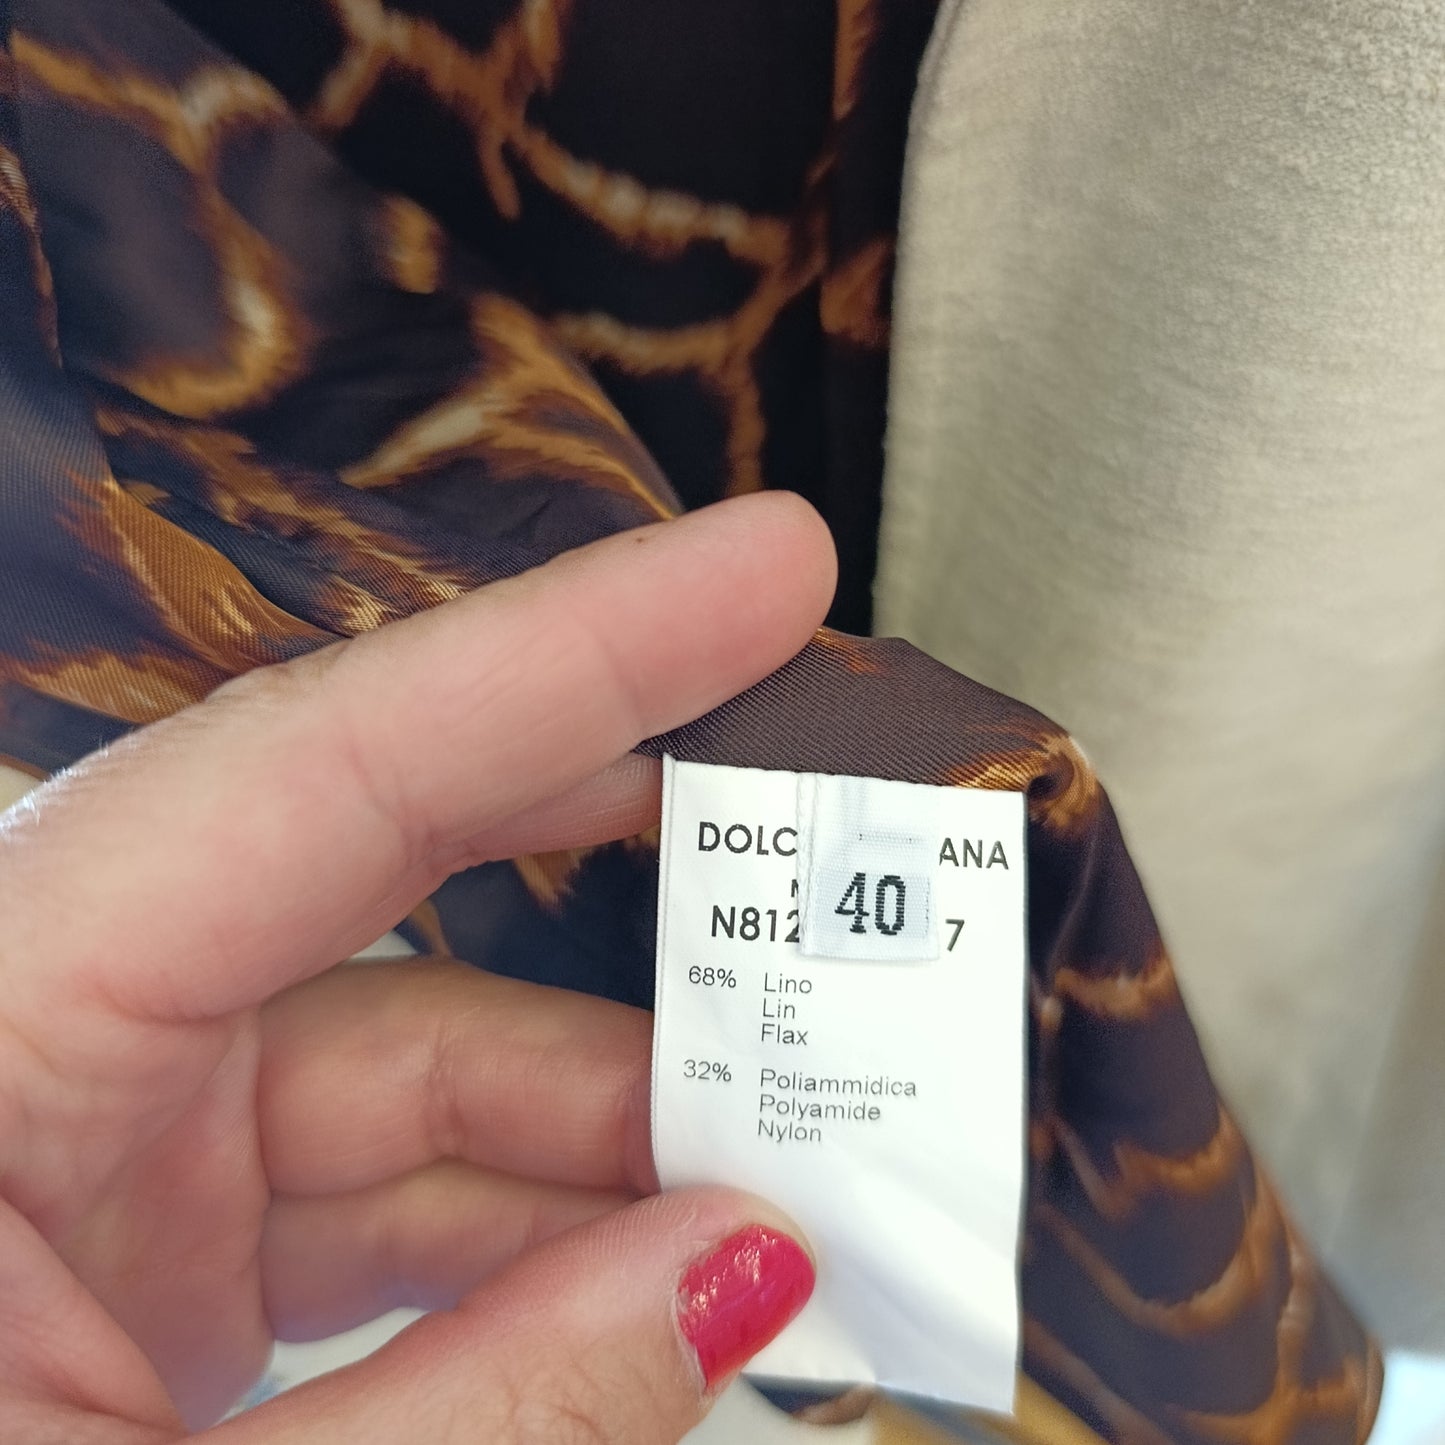 DOLC ANA
40
N812 7
68% Lino
Lin
Flax
32% Poliammidica
Polyamide
Nylon